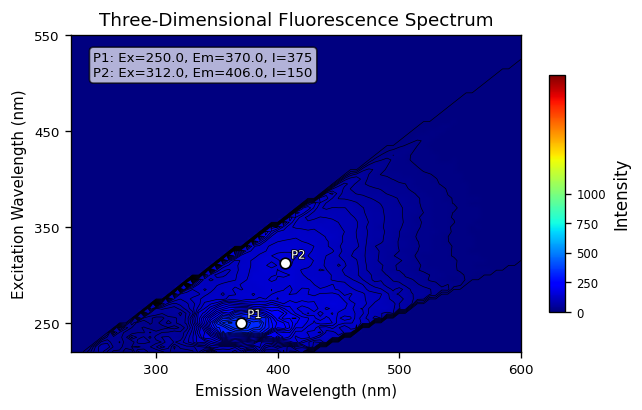 Three-Dimensional Fluorescence Spectrum
P1: Ex=250.0, Em=370.0, I=375
P2: Ex=312.0, Em=406.0, I=150
550
450
350
250
Excitation Wavelength (nm)
P2
P1
300
400
500
600
Emission Wavelength (nm)
1000
750
500
250
0
Intensity